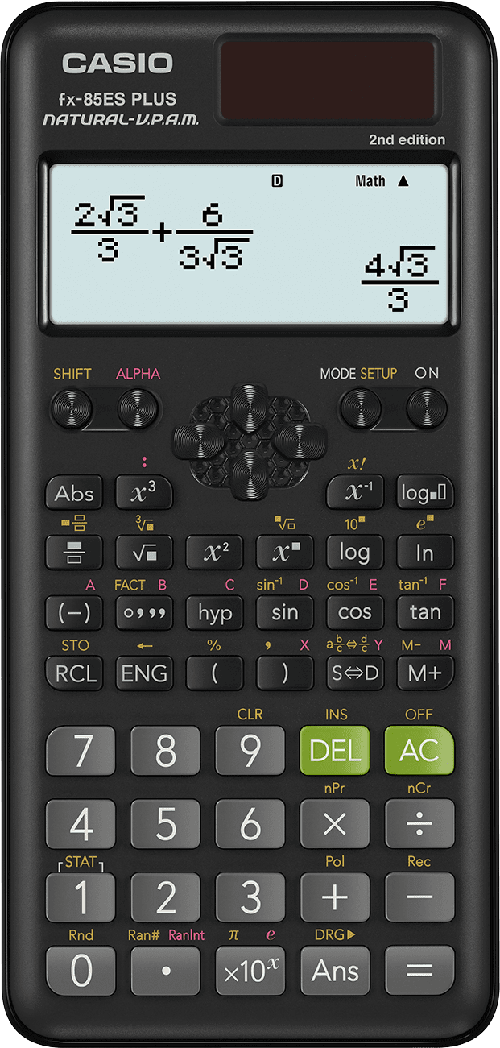 CASIO
fx-85ES PLUS
NATURAL-V.P.A.M.
2nd edition
D Math ▲
2√3/3 + 6/3√3
4√3/3
SHIFT ALPHA MODE SETUP ON
: x!
Abs x³ x⁻¹ log■▯
■▤ ³√■ ■√□ 10■ e■
▤ √■ x² x■ log ln
A FACT B C sin⁻¹ D cos⁻¹ E tan⁻¹ F
(−) ° ’ ’ ’ hyp sin cos tan
STO ← % , X a b/c ⇔ d/c Y M− M
RCL ENG ( ) S⇔D M+
CLR INS OFF
7 8 9 DEL AC
nPr nCr
4 5 6 × ÷
STAT Pol Rec
1 2 3 + −
Rnd Ran# RanInt π e DRG▶
0 · ×10ˣ Ans =